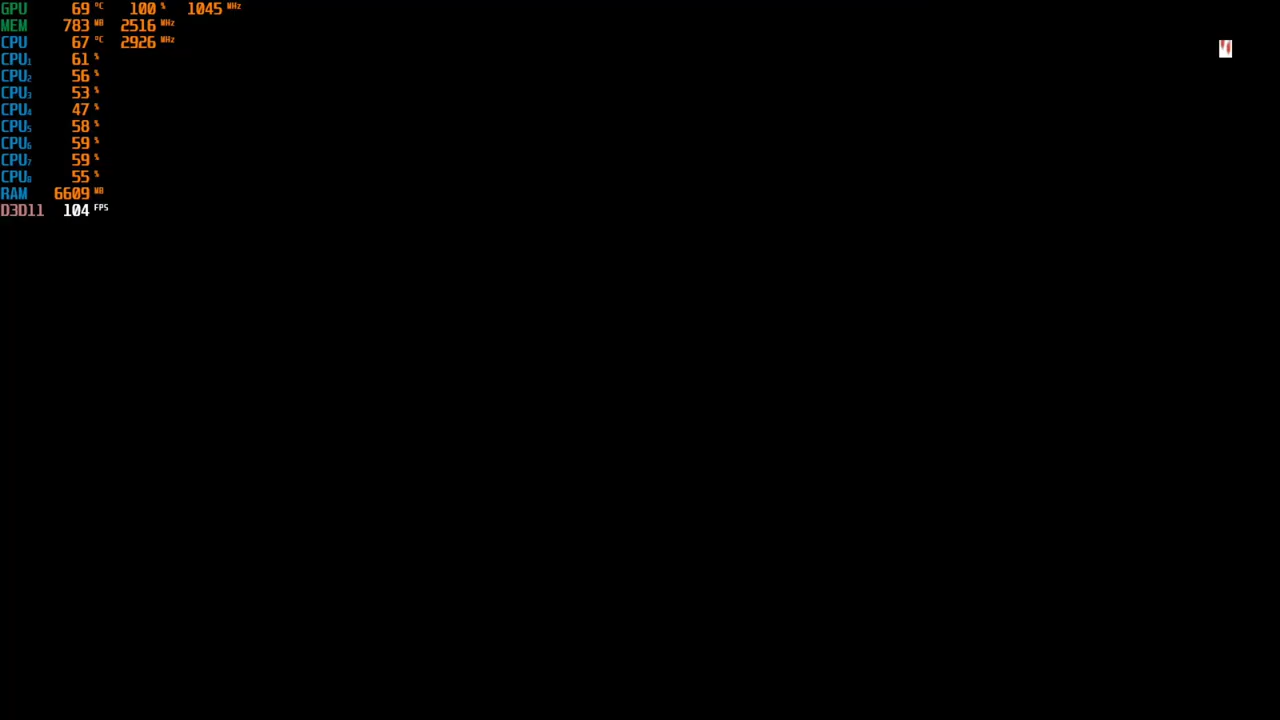 GPU 69 °C 100 % 1045 MHz
MEM 783 MB 2516 MHz
CPU 67 °C 2926 MHz
CPU1 61 %
CPU2 56 %
CPU3 53 %
CPU4 47 %
CPU5 58 %
CPU6 59 %
CPU7 59 %
CPU8 55 %
RAM 6609 MB
D3D11 104 FPS